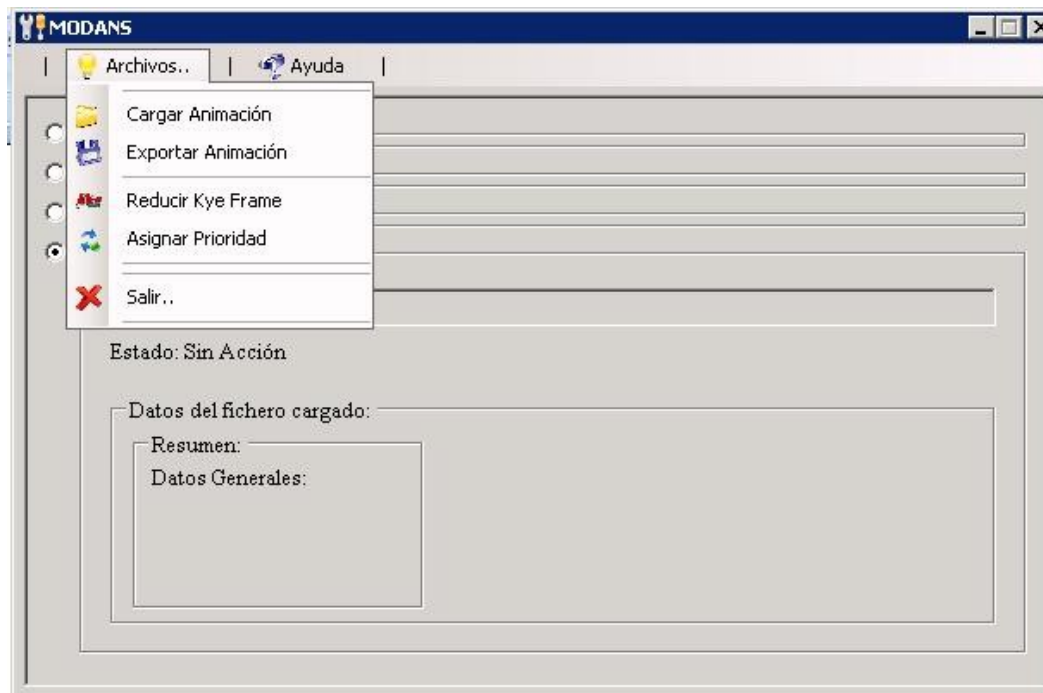 MODANS
| Archivos.. | Ayuda |
Cargar Animación
Exportar Animación
Reducir Kye Frame
Asignar Prioridad
Salir..
Estado: Sin Acción
Datos del fichero cargado:
Resumen:
Datos Generales: